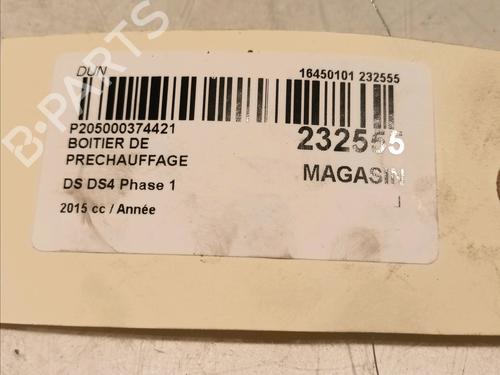 DUN
16450101 232555
P205000374421
BOITIER DE
PRECHAUFFAGE
232555
MAGASIN
DS DS4 Phase 1
2015 cc / Année
B-PARTS